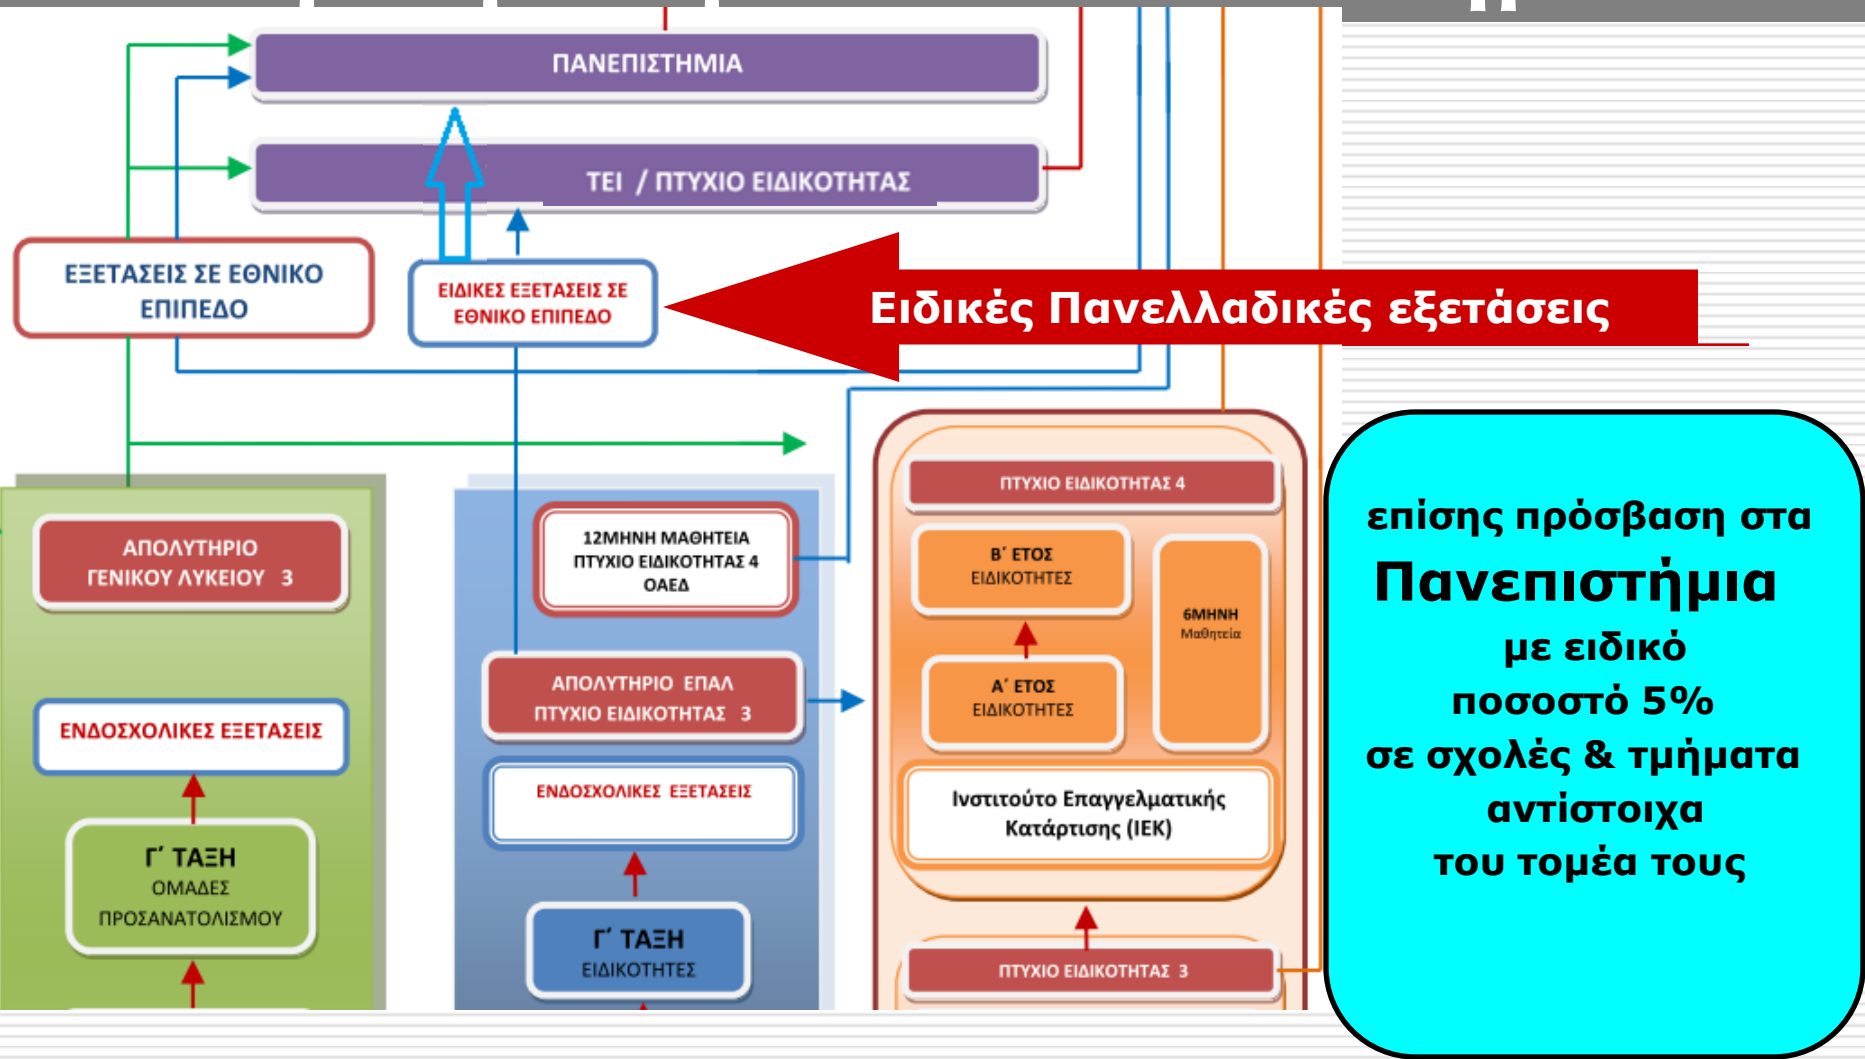 ΠΑΝΕΠΙΣΤΗΜΙΑ
ΤΕΙ / ΠΤΥΧΙΟ ΕΙΔΙΚΟΤΗΤΑΣ
ΕΞΕΤΑΣΕΙΣ ΣΕ ΕΘΝΙΚΟ
ΕΠΙΠΕΔΟ
ΕΙΔΙΚΕΣ ΕΞΕΤΑΣΕΙΣ ΣΕ
ΕΘΝΙΚΟ ΕΠΙΠΕΔΟ
Ειδικές Πανελλαδικές εξετάσεις
ΑΠΟΛΥΤΗΡΙΟ
ΓΕΝΙΚΟΥ ΛΥΚΕΙΟΥ 3
ΕΝΔΟΣΧΟΛΙΚΕΣ ΕΞΕΤΑΣΕΙΣ
Γ΄ ΤΑΞΗ
ΟΜΑΔΕΣ
ΠΡΟΣΑΝΑΤΟΛΙΣΜΟΥ
12ΜΗΝΗ ΜΑΘΗΤΕΙΑ
ΠΤΥΧΙΟ ΕΙΔΙΚΟΤΗΤΑΣ 4
ΟΑΕΔ
ΑΠΟΛΥΤΗΡΙΟ ΕΠΑΛ
ΠΤΥΧΙΟ ΕΙΔΙΚΟΤΗΤΑΣ 3
ΕΝΔΟΣΧΟΛΙΚΕΣ ΕΞΕΤΑΣΕΙΣ
Γ΄ ΤΑΞΗ
ΕΙΔΙΚΟΤΗΤΕΣ
ΠΤΥΧΙΟ ΕΙΔΙΚΟΤΗΤΑΣ 4
Β΄ ΕΤΟΣ
ΕΙΔΙΚΟΤΗΤΕΣ
6ΜΗΝΗ
Μαθητεία
Α΄ ΕΤΟΣ
ΕΙΔΙΚΟΤΗΤΕΣ
Ινστιτούτο Επαγγελματικής
Κατάρτισης (ΙΕΚ)
ΠΤΥΧΙΟ ΕΙΔΙΚΟΤΗΤΑΣ 3
επίσης πρόσβαση στα
Πανεπιστήμια
με ειδικό
ποσοστό 5%
σε σχολές & τμήματα
αντίστοιχα
του τομέα τους